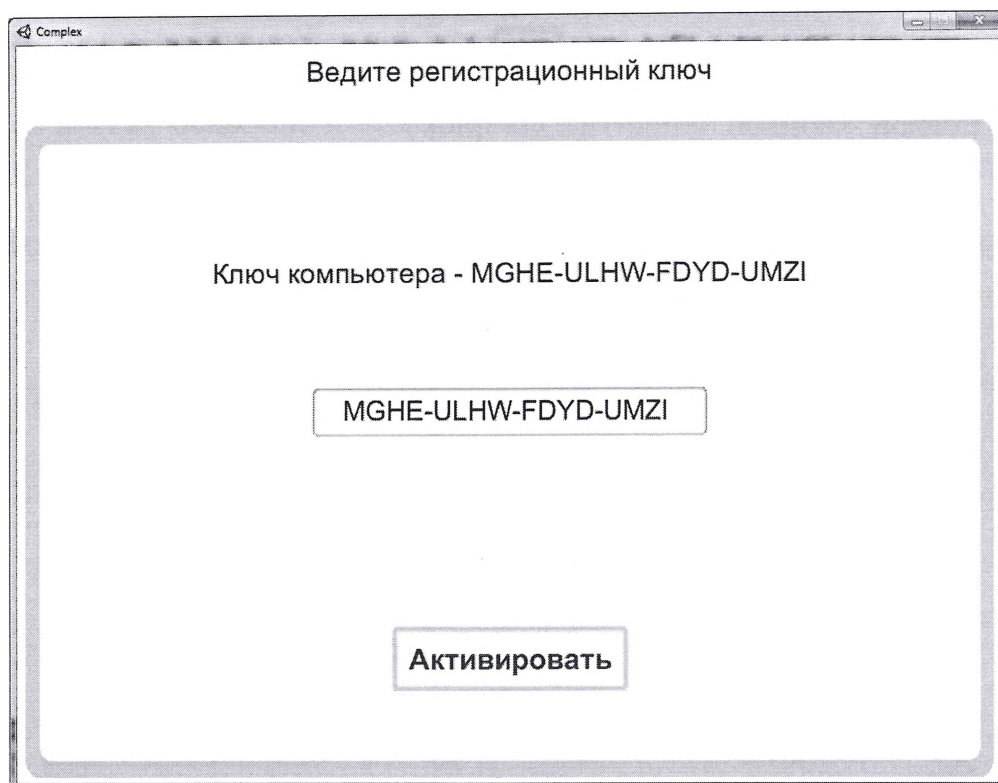 Complex
Ведите регистрационный ключ
Ключ компьютера - MGHE-ULHW-FDYD-UMZI
MGHE-ULHW-FDYD-UMZI
Активировать